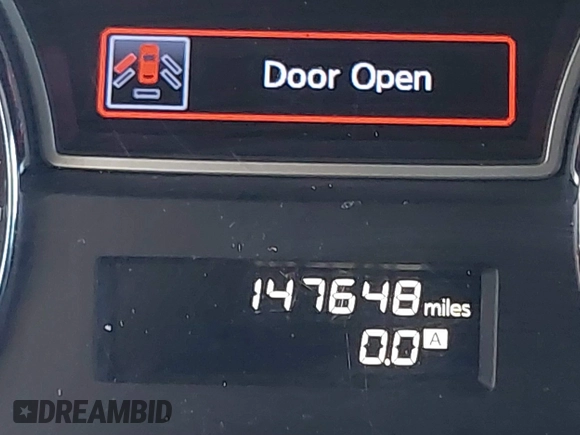 Door Open
147648 miles
0.0 A
DREAMBID